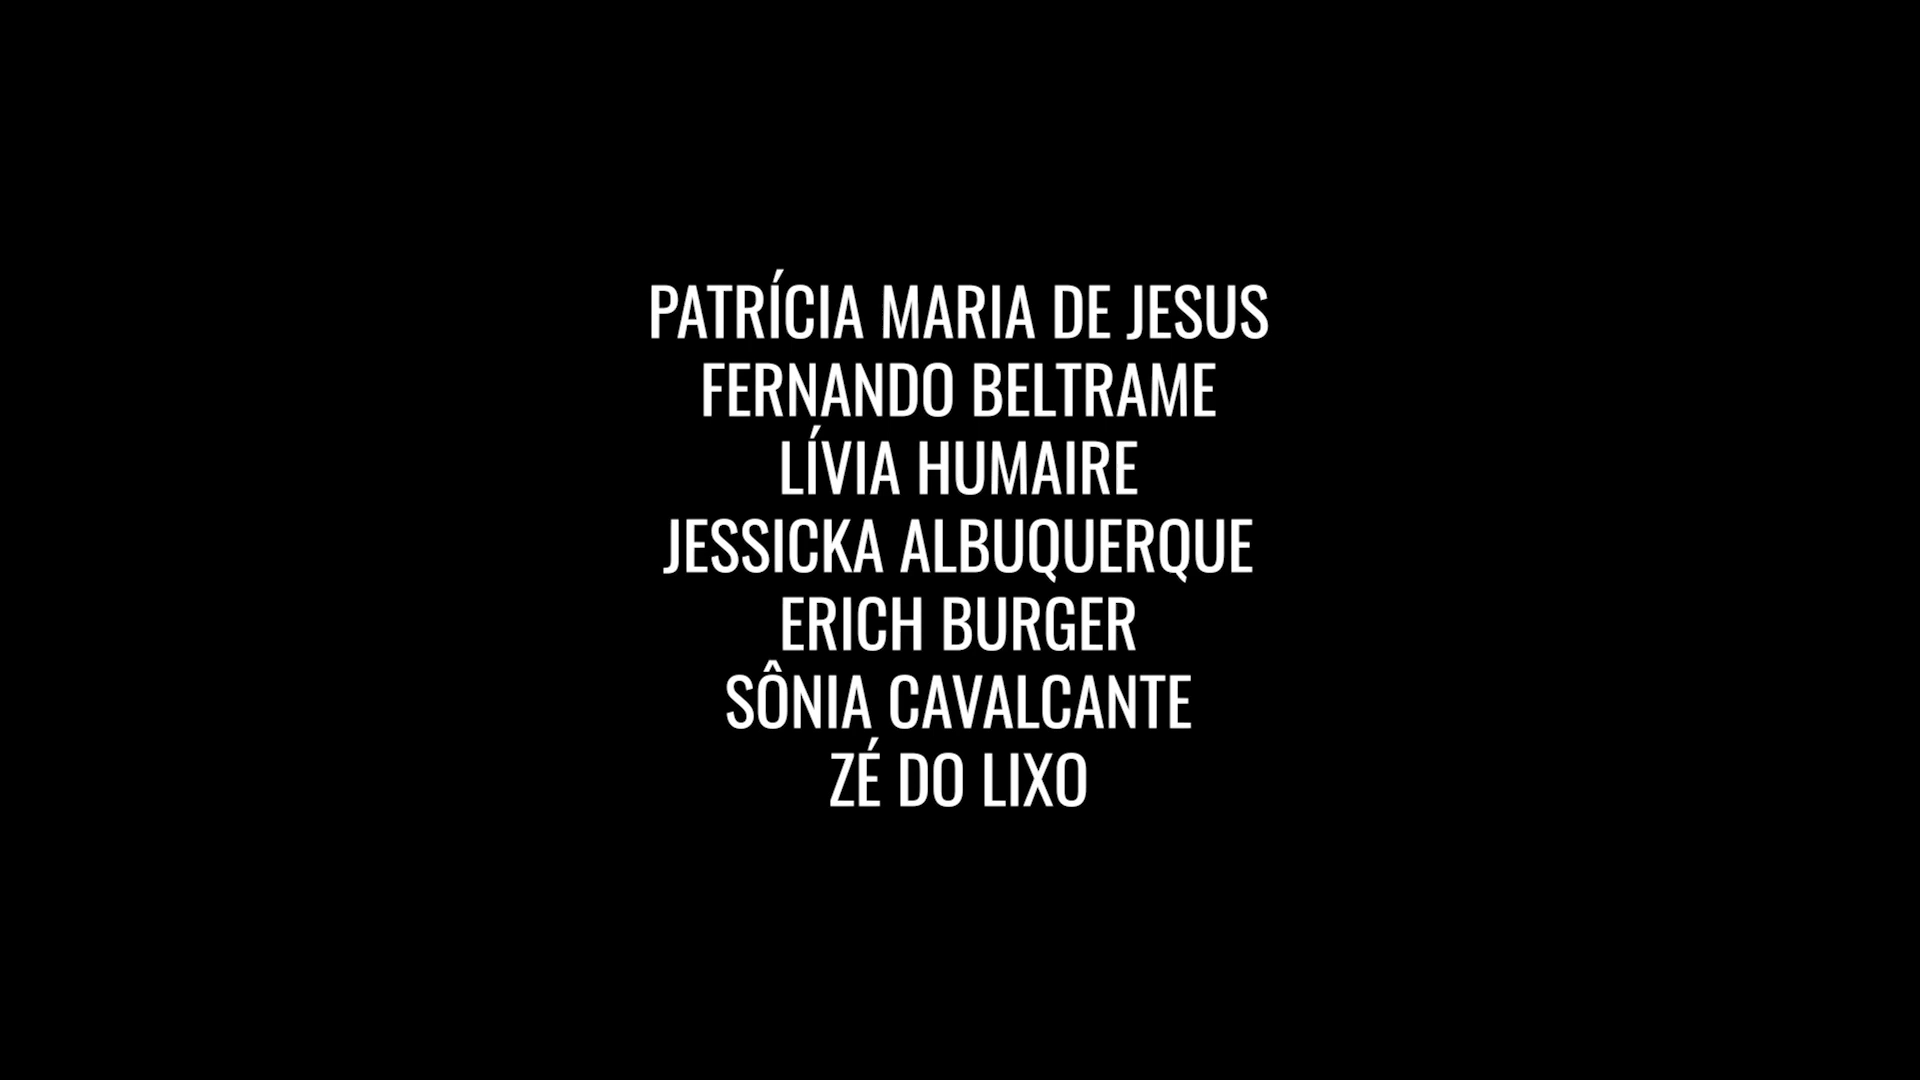 PATRÍCIA MARIA DE JESUS
FERNANDO BELTRAME
LÍVIA HUMAIRE
JESSICKA ALBUQUERQUE
ERICH BURGER
SÔNIA CAVALCANTE
ZÉ DO LIXO